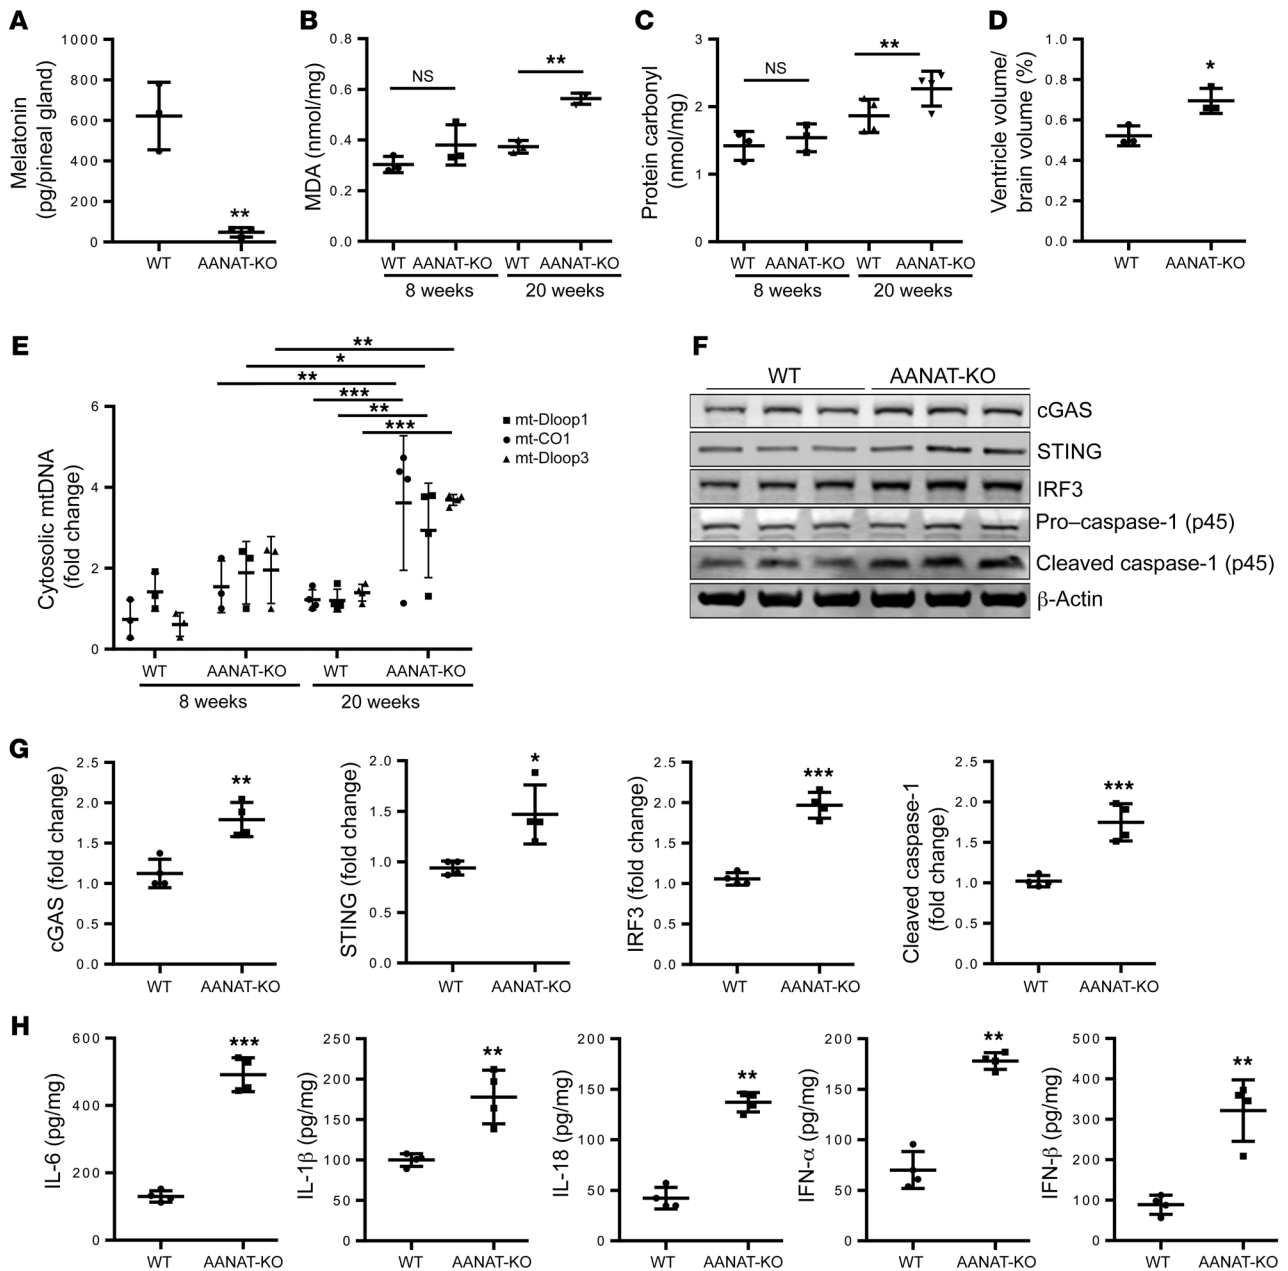 A
Melatonin
(pg/pineal gland)
1000
800
600
400
200
0
**
WT
AANAT-KO
B
MDA (nmol/mg)
0.8
0.6
0.4
0.2
0.0
NS
**
WT AANAT-KO WT AANAT-KO
8 weeks 20 weeks
C
Protein carbonyl
(nmol/mg)
3
2
1
0
NS
**
WT AANAT-KO WT AANAT-KO
8 weeks 20 weeks
D
Ventricle volume/
brain volume (%)
1.0
0.8
0.6
0.4
0.2
0.0
*
WT AANAT-KO
E
Cytosolic mtDNA
(fold change)
6
4
2
0
**
*
**
***
**
***
mt-Dloop1
mt-CO1
mt-Dloop3
WT AANAT-KO WT AANAT-KO
8 weeks 20 weeks
F
WT AANAT-KO
cGAS
STING
IRF3
Pro–caspase-1 (p45)
Cleaved caspase-1 (p45)
β-Actin
G
cGAS (fold change)
2.5
2.0
1.5
1.0
0.5
0.0
**
WT AANAT-KO
STING (fold change)
2.0
1.5
1.0
0.5
0.0
*
WT AANAT-KO
IRF3 (fold change)
2.5
2.0
1.5
1.0
0.5
0.0
***
WT AANAT-KO
Cleaved caspase-1
(fold change)
2.5
2.0
1.5
1.0
0.5
0.0
***
WT AANAT-KO
H
IL-6 (pg/mg)
600
400
200
0
***
WT AANAT-KO
IL-1β (pg/mg)
250
200
150
100
50
0
**
WT AANAT-KO
IL-18 (pg/mg)
200
150
100
50
0
**
WT AANAT-KO
IFN-α (pg/mg)
200
150
100
50
0
**
WT AANAT-KO
IFN-β (pg/mg)
500
400
300
200
100
0
**
WT AANAT-KO